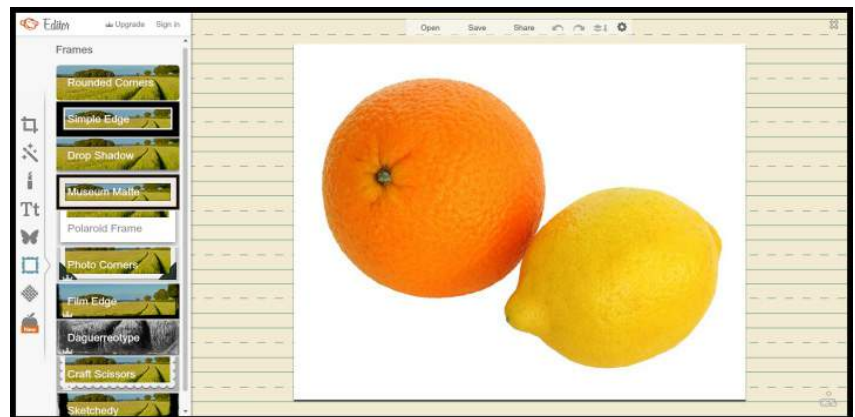 Editor Upgrade Sign in
Open Save Share
Frames
Rounded Corners
Simple Edge
Drop Shadow
Museum Matte
Tt
Polaroid Frame
Photo Corners
Film Edge
New
Daguerreotype
Craft Scissors
Sketchedy